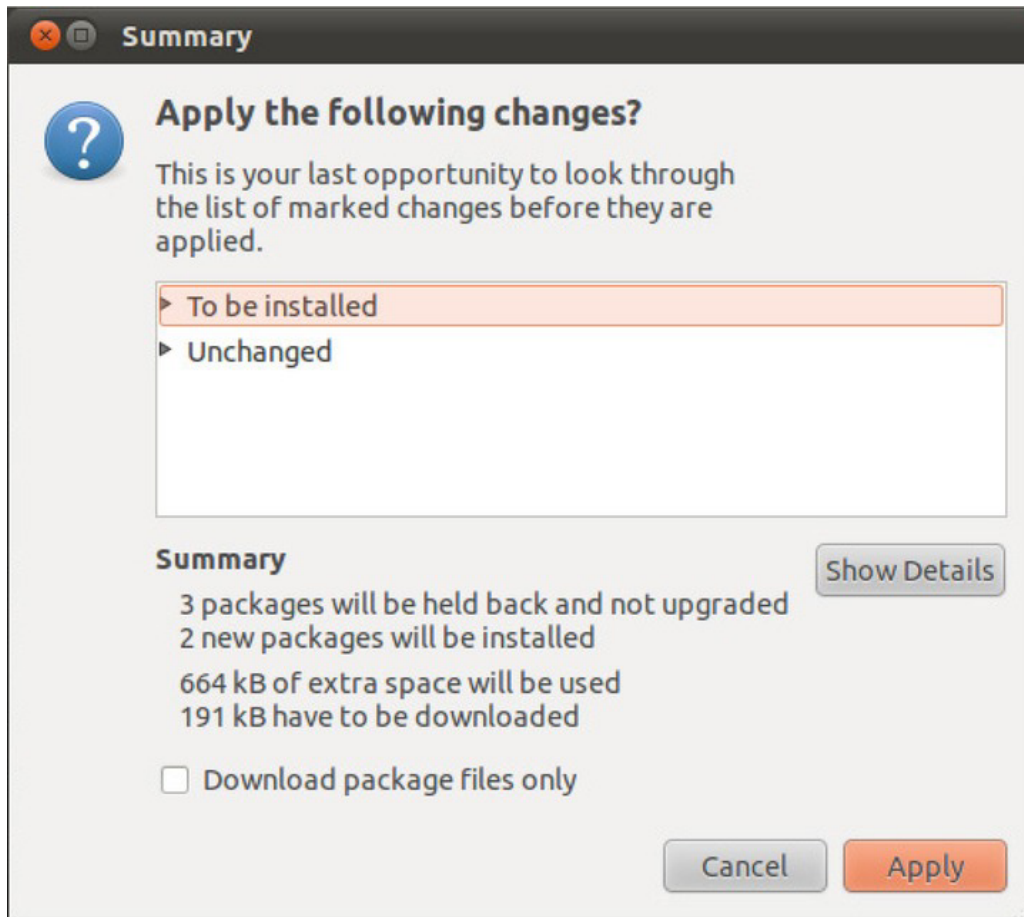 Summary
Apply the following changes?
This is your last opportunity to look through
the list of marked changes before they are
applied.
To be installed
Unchanged
Summary
Show Details
3 packages will be held back and not upgraded
2 new packages will be installed
664 kB of extra space will be used
191 kB have to be downloaded
Download package files only
Cancel
Apply